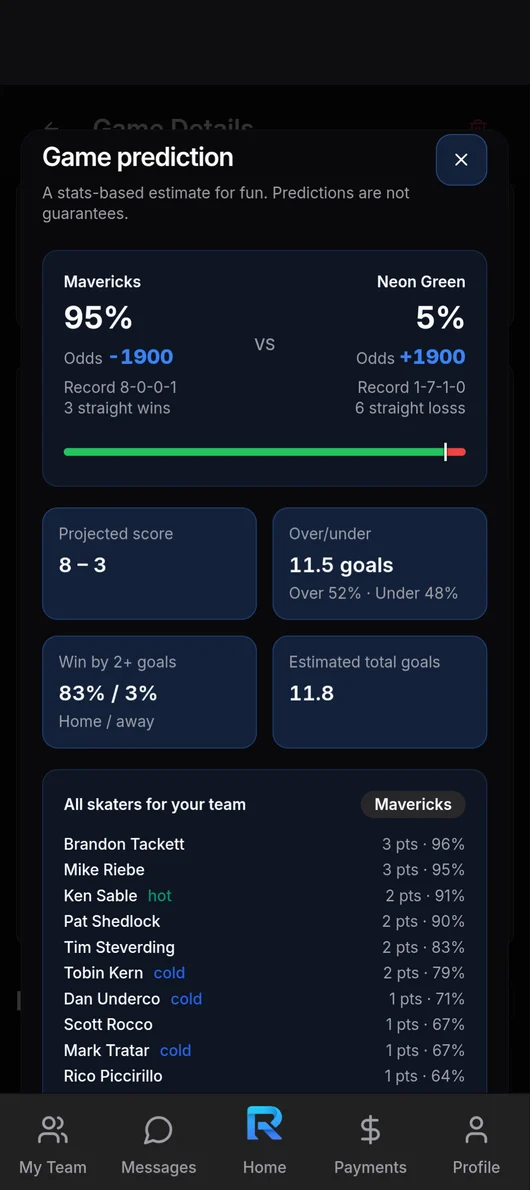 Game Details
Game prediction
A stats-based estimate for fun. Predictions are not
guarantees.
Mavericks
Neon Green
95%
5%
VS
Odds -1900
Odds +1900
Record 8-0-0-1
Record 1-7-1-0
3 straight wins
6 straight losss
Projected score
8 – 3
Over/under
11.5 goals
Over 52% · Under 48%
Win by 2+ goals
83% / 3%
Home / away
Estimated total goals
11.8
All skaters for your team
Mavericks
Brandon Tackett 3 pts · 96%
Mike Riebe 3 pts · 95%
Ken Sable hot 2 pts · 91%
Pat Shedlock 2 pts · 90%
Tim Steverding 2 pts · 83%
Tobin Kern cold 2 pts · 79%
Dan Underco cold 1 pts · 71%
Scott Rocco 1 pts · 67%
Mark Tratar cold 1 pts · 67%
Rico Piccirillo 1 pts · 64%
My Team
Messages
Home
Payments
Profile